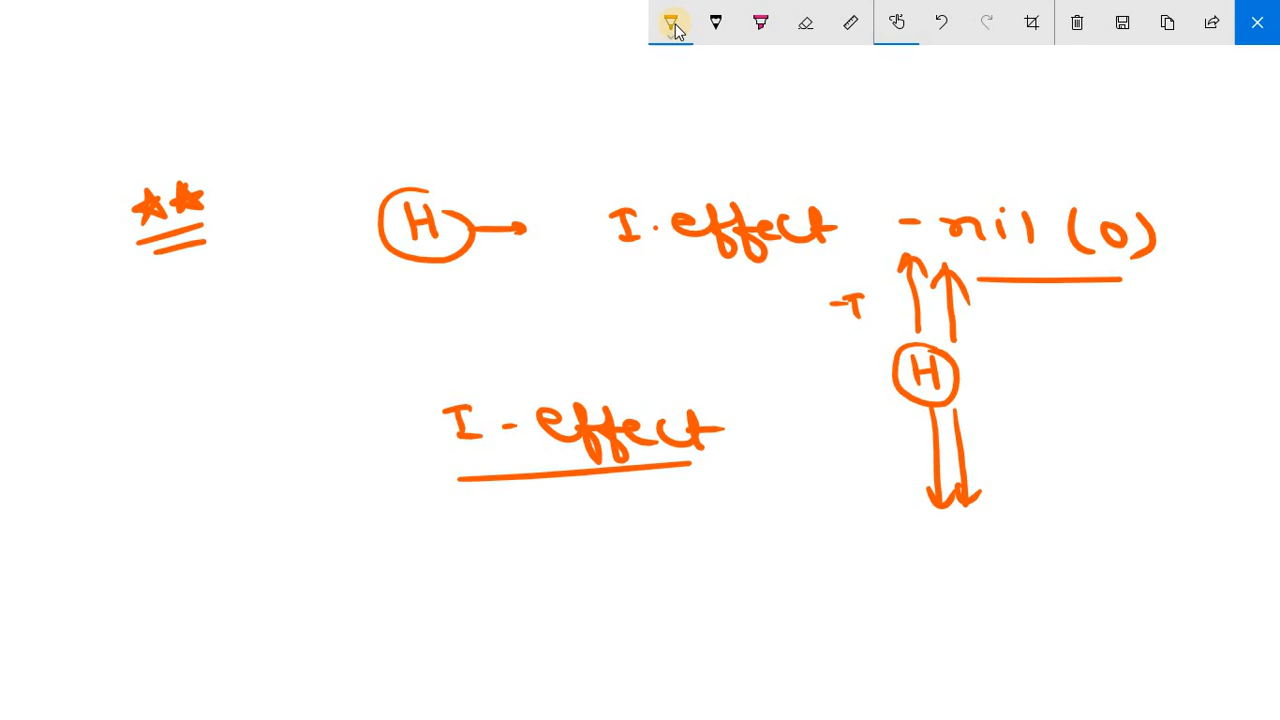 H → I. effect - nil (0)
-I
H
I - effect